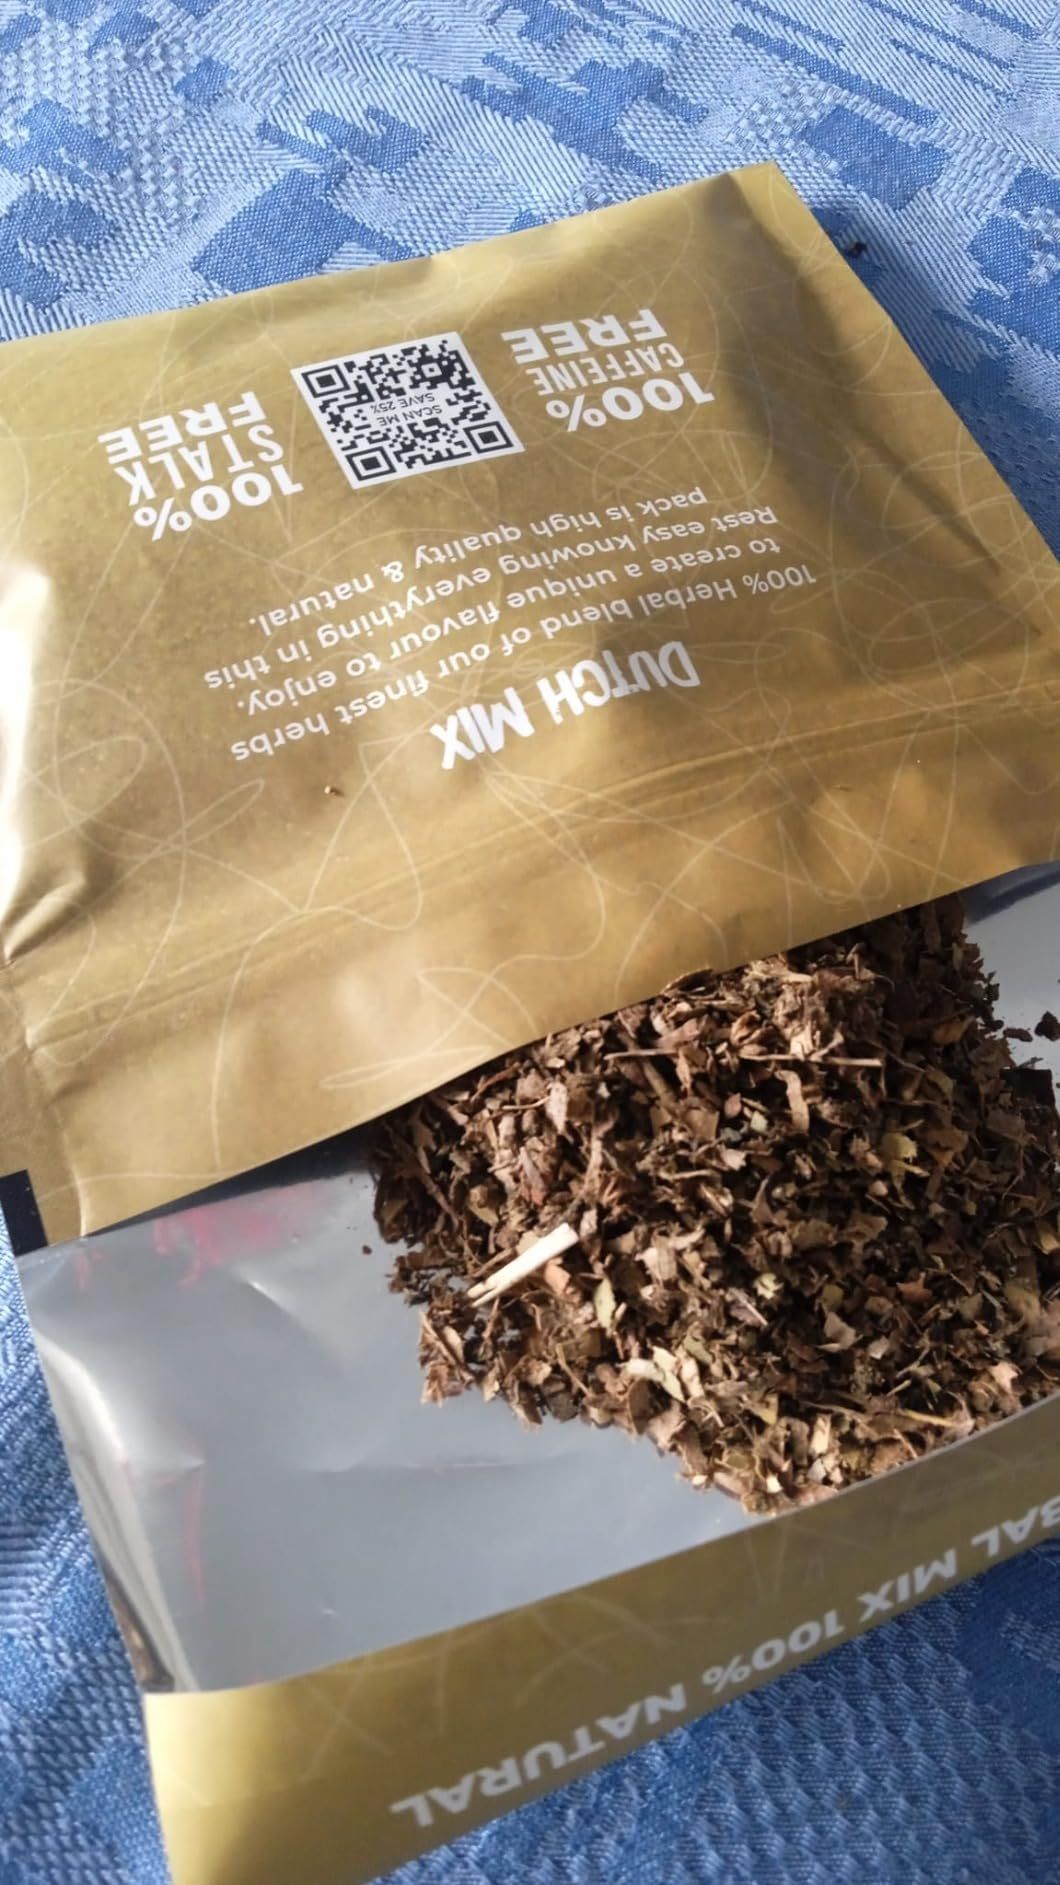 DUTCH MIX
100% Herbal blend of our finest herbs
to create a unique flavour to enjoy.
Rest easy knowing everything in this
pack is high quality & natural.
100%
CAFFEINE
FREE
SCAN ME
SAVE 25%
100%
STALK
FREE
BAL MIX 100% NATURAL